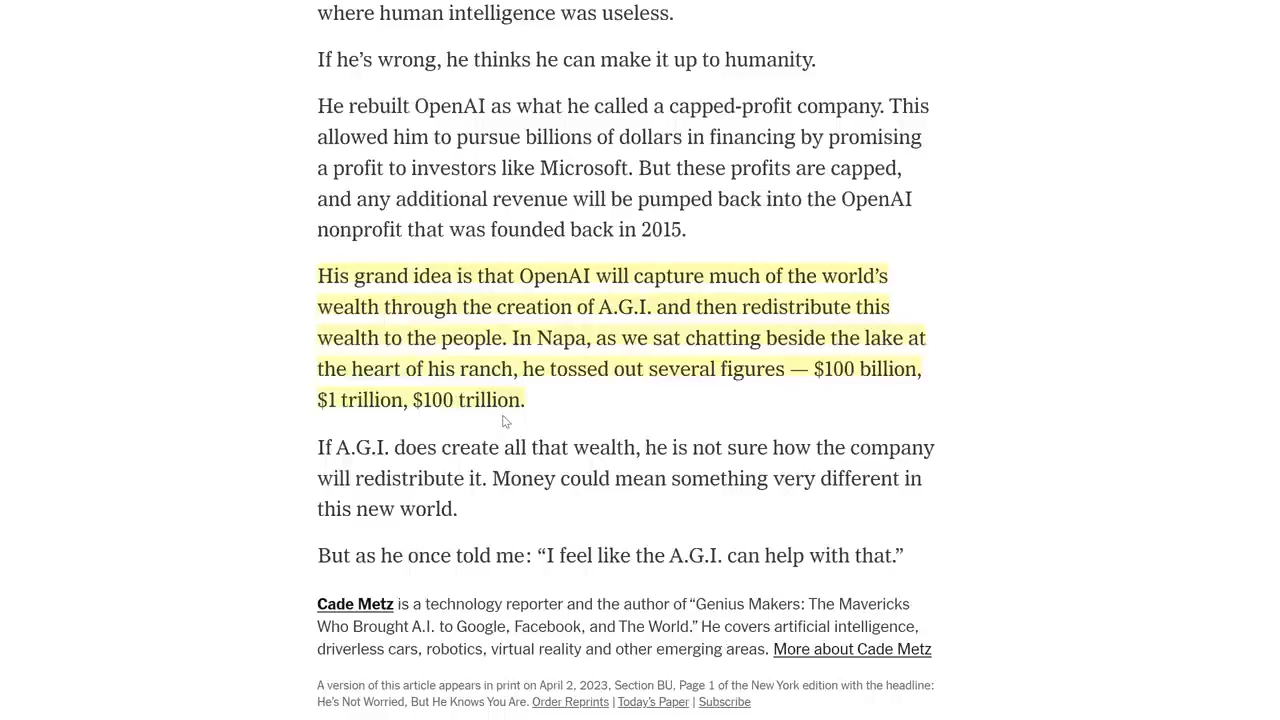 where human intelligence was useless.
If he’s wrong, he thinks he can make it up to humanity.
He rebuilt OpenAI as what he called a capped-profit company. This
allowed him to pursue billions of dollars in financing by promising
a profit to investors like Microsoft. But these profits are capped,
and any additional revenue will be pumped back into the OpenAI
nonprofit that was founded back in 2015.
His grand idea is that OpenAI will capture much of the world’s
wealth through the creation of A.G.I. and then redistribute this
wealth to the people. In Napa, as we sat chatting beside the lake at
the heart of his ranch, he tossed out several figures — $100 billion,
$1 trillion, $100 trillion.
If A.G.I. does create all that wealth, he is not sure how the company
will redistribute it. Money could mean something very different in
this new world.
But as he once told me: “I feel like the A.G.I. can help with that.”
Cade Metz is a technology reporter and the author of “Genius Makers: The Mavericks
Who Brought A.I. to Google, Facebook, and The World.” He covers artificial intelligence,
driverless cars, robotics, virtual reality and other emerging areas. More about Cade Metz
A version of this article appears in print on April 2, 2023, Section BU, Page 1 of the New York edition with the headline:
He’s Not Worried, But He Knows You Are. Order Reprints | Today’s Paper | Subscribe